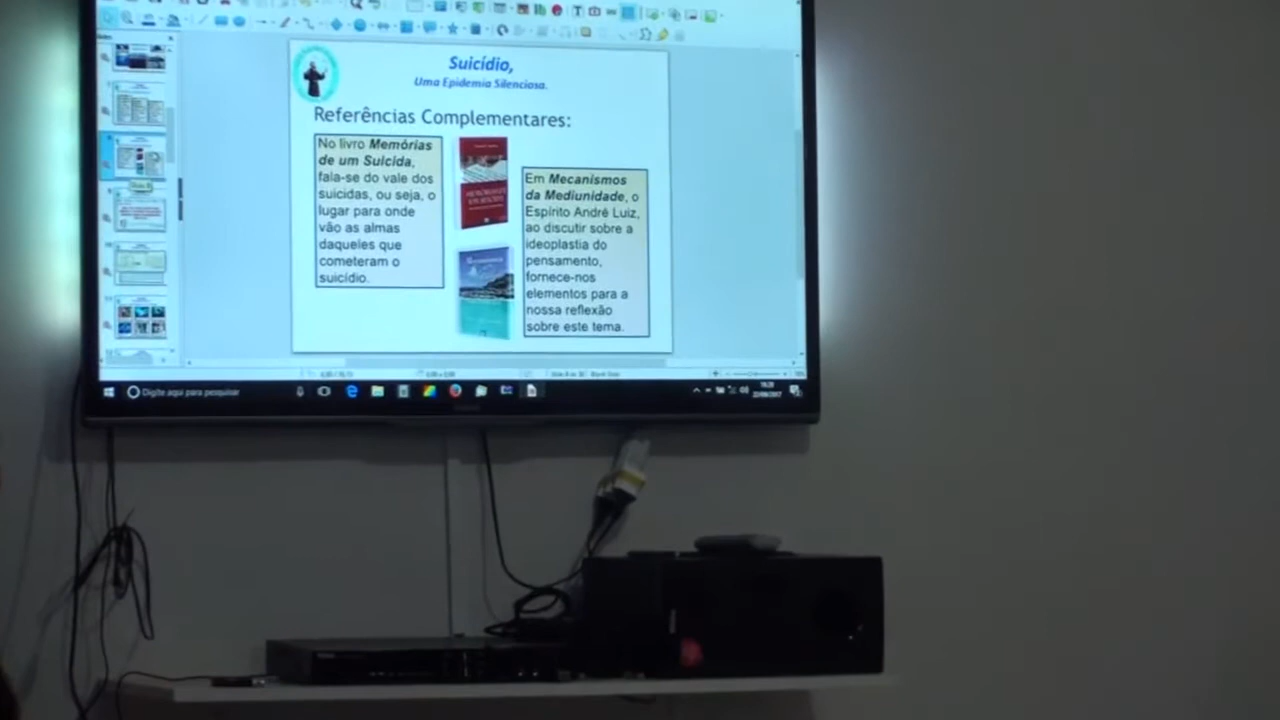 Suicídio,
Uma Epidemia Silenciosa.
Referências Complementares:
No livro Memórias
de um Suicida,
fala-se do vale dos
suicidas, ou seja, o
lugar para onde
vão as almas
daqueles que
cometeram o
suicídio.
Em Mecanismos
da Mediunidade, o
Espírito André Luiz,
ao discutir sobre a
ideoplastia do
pensamento,
fornece-nos
elementos para a
nossa reflexão
sobre este tema.
Digite aqui para pesquisar